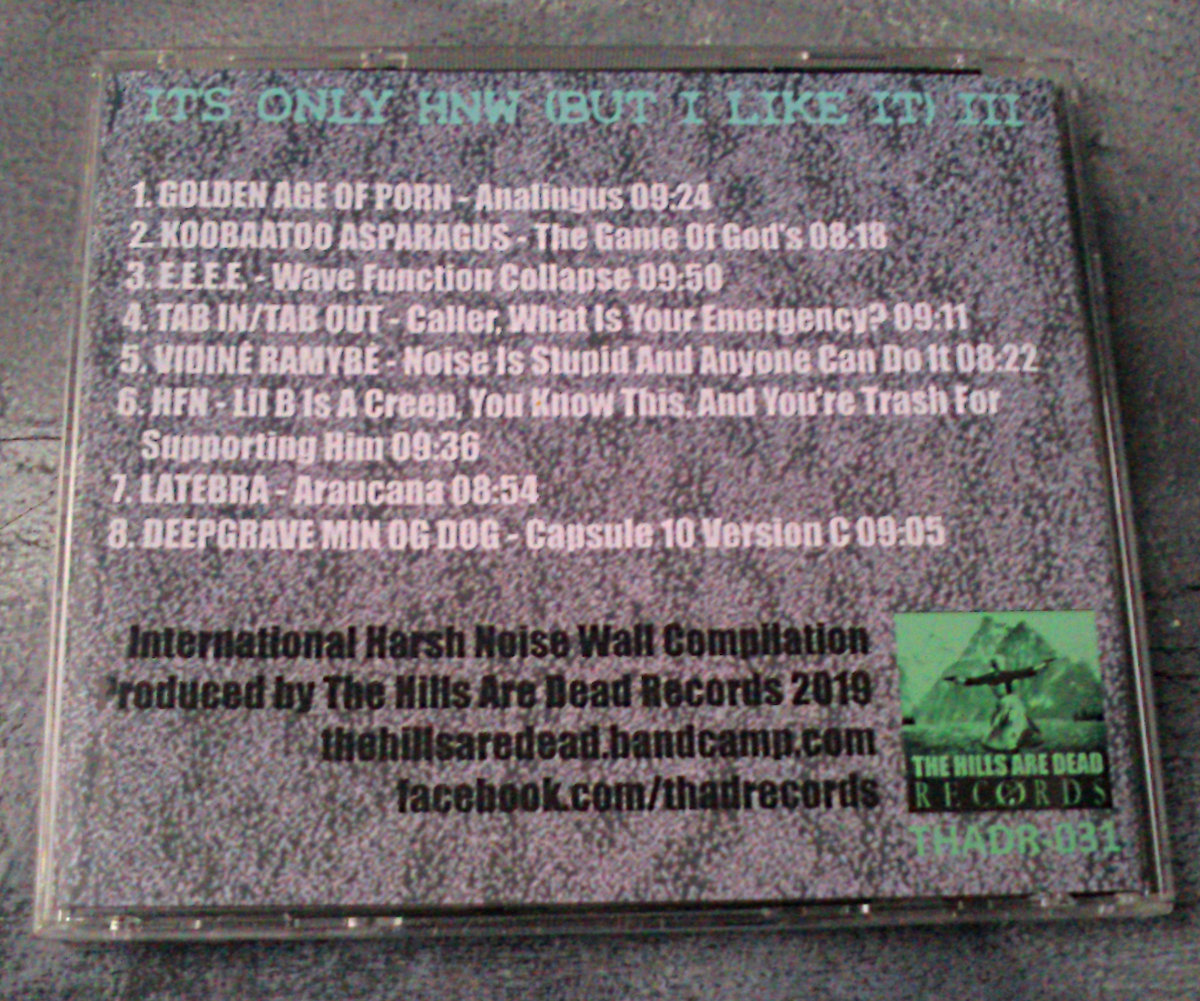 IT'S ONLY HNW (BUT I LIKE IT) III
1. GOLDEN AGE OF PORN - Analingus 09:24
2. KOOBAATOO ASPARAGUS - The Game Of God's 08:18
3. E.E.E.E. - Wave Function Collapse 09:50
4. TAB IN/TAB OUT - Caller, What Is Your Emergency? 09:11
5. VIDINĖ RAMYBĖ - Noise Is Stupid And Anyone Can Do It 08:22
6. HFN - Lil B Is A Creep, You Know This, And You're Trash For
Supporting Him 09:36
7. LATEBRA - Araucana 08:54
8. DEEPGRAVE MIN OG DØG - Capsule 10 Version C 09:05
International Harsh Noise Wall Compilation
Produced by The Hills Are Dead Records 2019
thehillsaredead.bandcamp.com
facebook.com/thadrecords
THE HILLS ARE DEAD
RECORDS
THADR-031